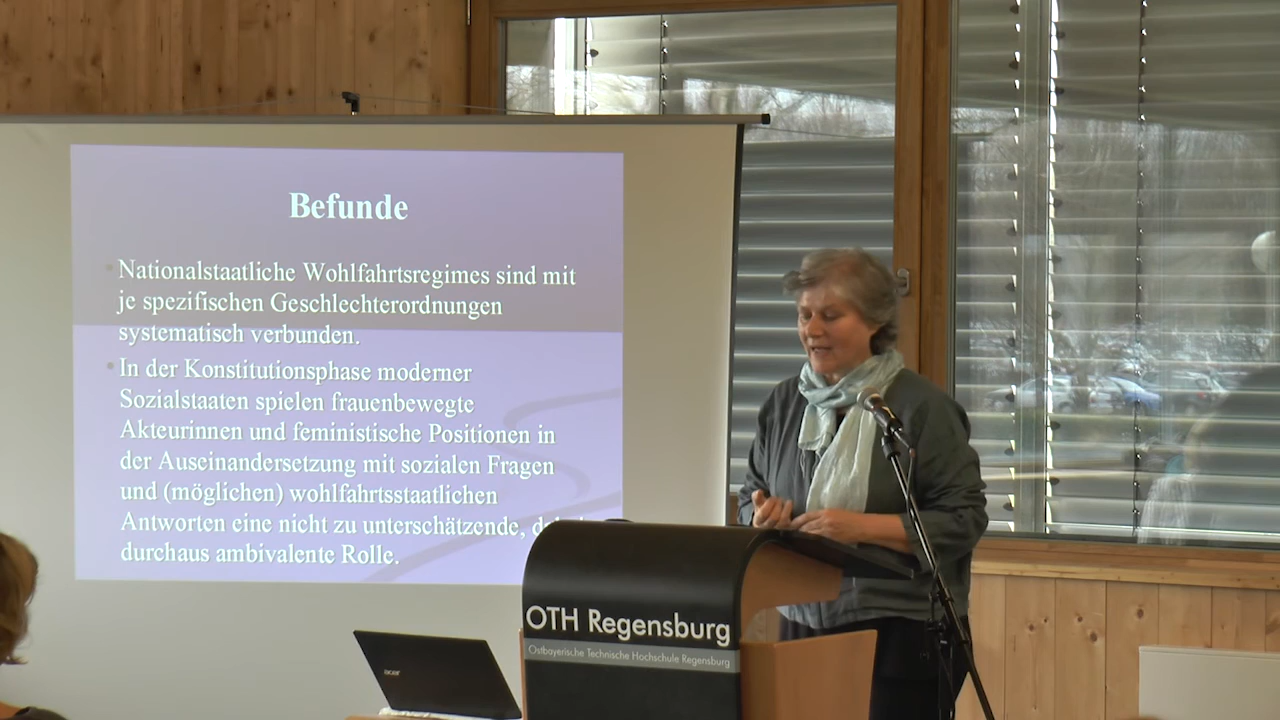 Befunde
Nationalstaatliche Wohlfahrtsregimes sind mit
je spezifischen Geschlechterordnungen
systematisch verbunden.
In der Konstitutionsphase moderner
Sozialstaaten spielen frauenbewegte
Akteurinnen und feministische Positionen in
der Auseinandersetzung mit sozialen Fragen
und (möglichen) wohlfahrtsstaatlichen
Antworten eine nicht zu unterschätzende,
durchaus ambivalente Rolle.
OTH Regensburg
Ostbayerische Technische Hochschule Regensburg
acer